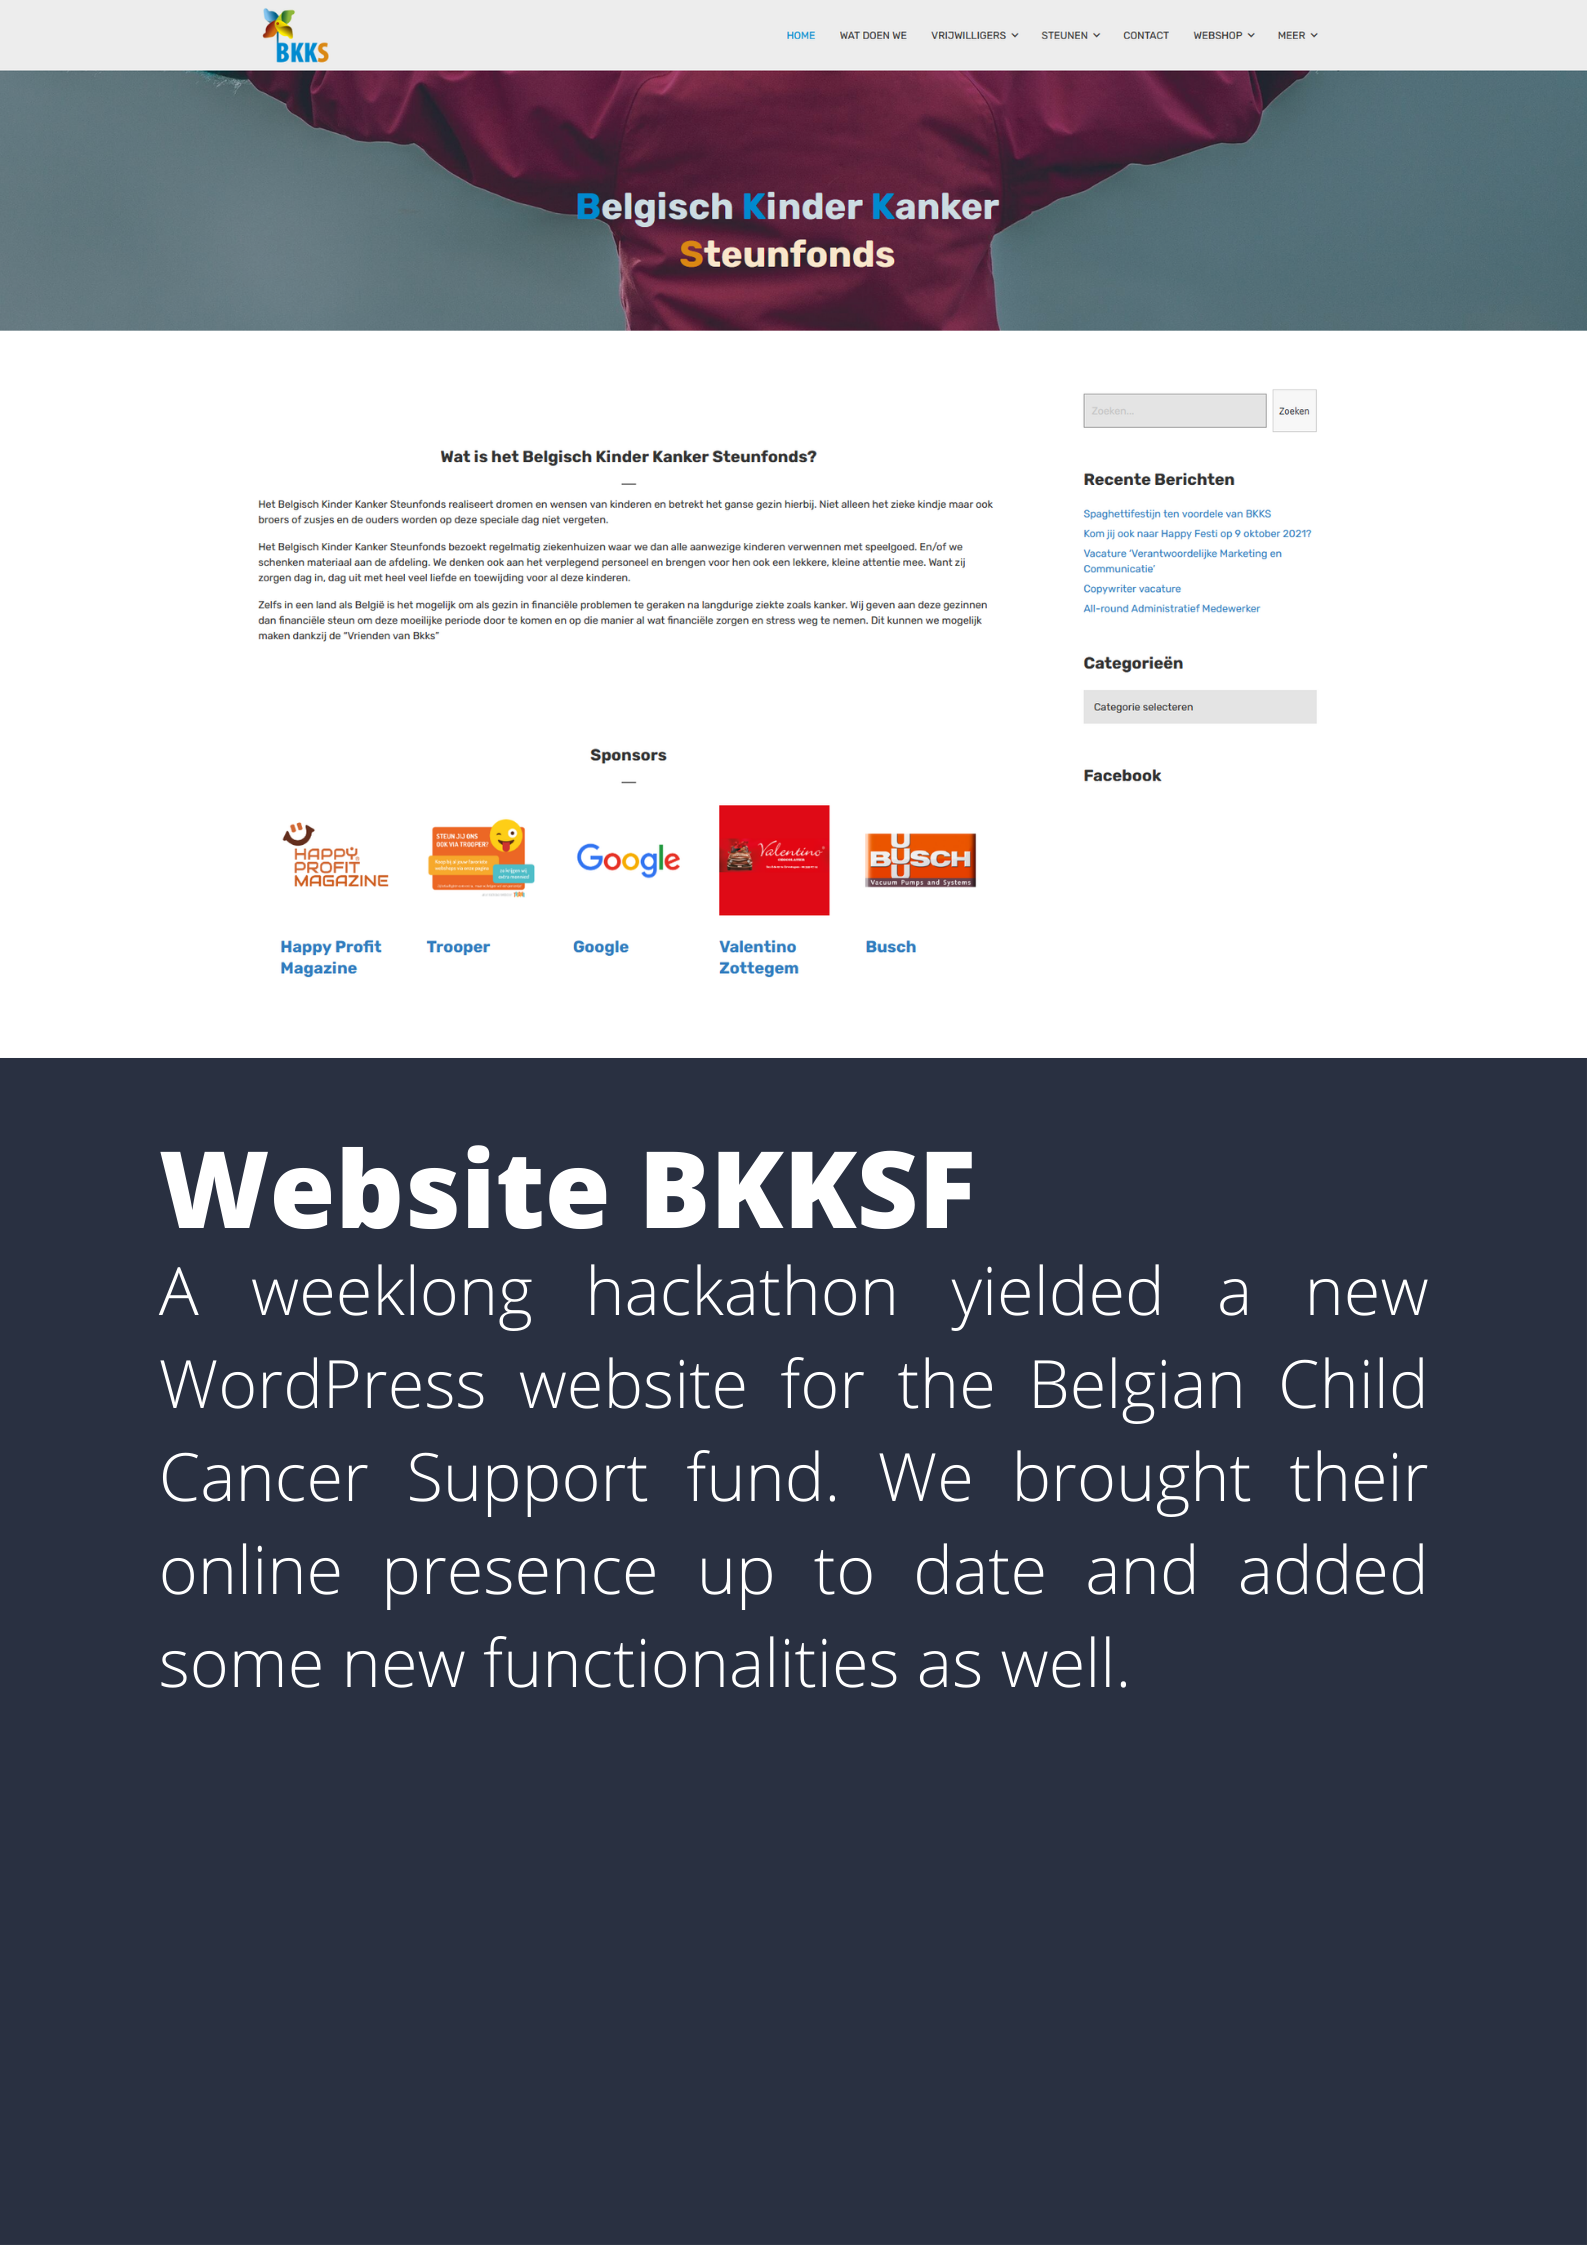 BKKS
HOME WAT DOEN WE VRIJWILLIGERS STEUNEN CONTACT WEBSHOP MEER
Belgisch Kinder Kanker
Steunfonds
Zoeken... Zoeken
Wat is het Belgisch Kinder Kanker Steunfonds?
Het Belgisch Kinder Kanker Steunfonds realiseert dromen en wensen van kinderen en betrekt het ganse gezin hierbij. Niet alleen het zieke kindje maar ook
broers of zusjes en de ouders worden op deze speciale dag niet vergeten.
Het Belgisch Kinder Kanker Steunfonds bezoekt regelmatig ziekenhuizen waar we dan alle aanwezige kinderen verwennen met speelgoed. En/of we
schenken materiaal aan de afdeling. We denken ook aan het verplegend personeel en brengen voor hen ook een lekkere, kleine attentie mee. Want zij
zorgen dag in, dag uit met heel veel liefde en toewijding voor al deze kinderen.
Zelfs in een land als België is het mogelijk om als gezin in financiële problemen te geraken na langdurige ziekte zoals kanker. Wij geven aan deze gezinnen
dan financiële steun om deze moeilijke periode door te komen en op die manier al wat financiële zorgen en stress weg te nemen. Dit kunnen we mogelijk
maken dankzij de “Vrienden van Bkks”
Recente Berichten
Spaghettifestijn ten voordele van BKKS
Kom jij ook naar Happy Festi op 9 oktober 2021?
Vacature ‘Verantwoordelijke Marketing en
Communicatie’
Copywriter vacature
All-round Administratief Medewerker
Categorieën
Categorie selecteren
Facebook
Sponsors
HAPPY
PROFIT
MAGAZINE
STEUN JIJ ONS
OOK VIA TROOPER?
Google
Valentino
BUSCH
Vacuum Pumps and Systems
Happy Profit
Magazine
Trooper
Google
Valentino
Zottegem
Busch
Website BKKSF
A weeklong hackathon yielded a new
WordPress website for the Belgian Child
Cancer Support fund. We brought their
online presence up to date and added
some new functionalities as well.